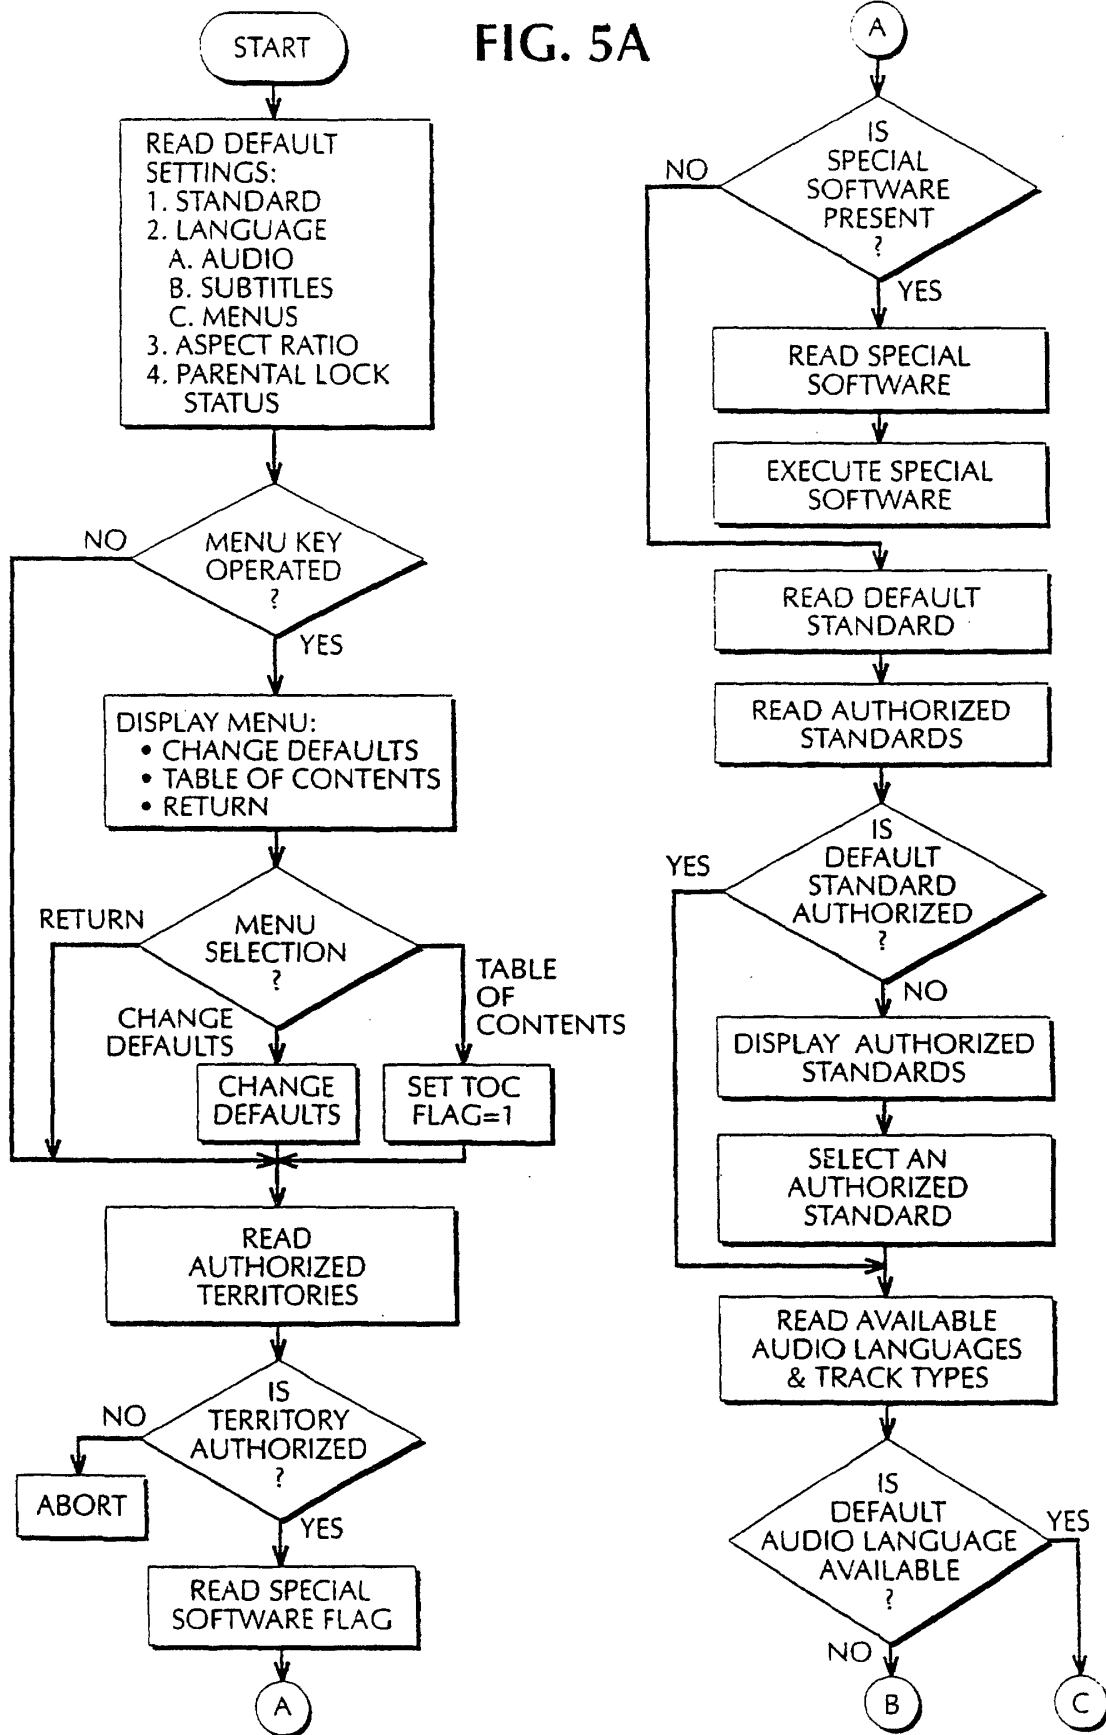 FIG. 5A
START
READ DEFAULT
SETTINGS:
1. STANDARD
2. LANGUAGE
A. AUDIO
B. SUBTITLES
C. MENUS
3. ASPECT RATIO
4. PARENTAL LOCK
STATUS
NO
MENU KEY
OPERATED
?
YES
DISPLAY MENU:
• CHANGE DEFAULTS
• TABLE OF CONTENTS
• RETURN
RETURN
MENU
SELECTION
?
TABLE
OF
CONTENTS
CHANGE
DEFAULTS
CHANGE
DEFAULTS
SET TOC
FLAG=1
READ
AUTHORIZED
TERRITORIES
NO
IS
TERRITORY
AUTHORIZED
?
ABORT
YES
READ SPECIAL
SOFTWARE FLAG
A
A
NO
IS
SPECIAL
SOFTWARE
PRESENT
?
YES
READ SPECIAL
SOFTWARE
EXECUTE SPECIAL
SOFTWARE
READ DEFAULT
STANDARD
READ AUTHORIZED
STANDARDS
YES
IS
DEFAULT
STANDARD
AUTHORIZED
?
NO
DISPLAY AUTHORIZED
STANDARDS
SELECT AN
AUTHORIZED
STANDARD
READ AVAILABLE
AUDIO LANGUAGES
& TRACK TYPES
IS
DEFAULT
AUDIO LANGUAGE
AVAILABLE
?
YES
NO
B
C